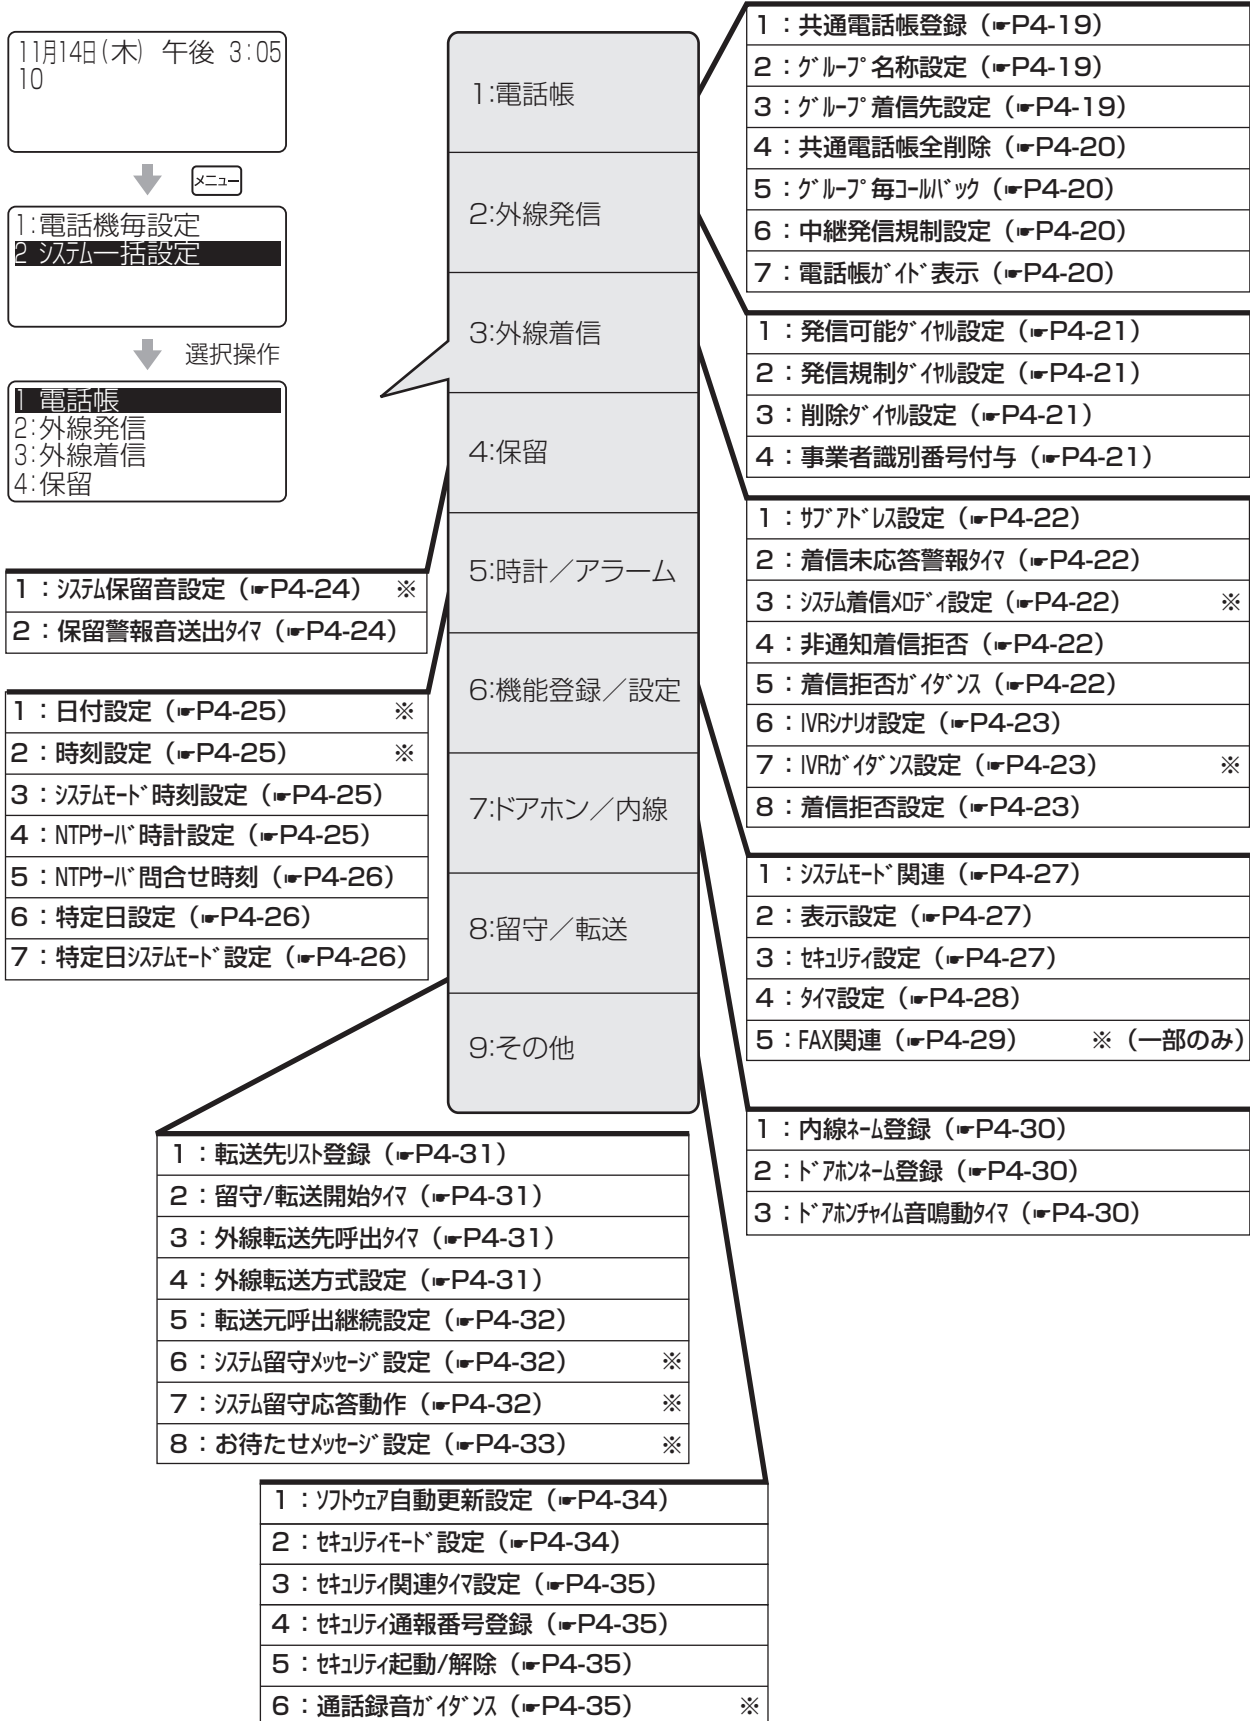 11月14日(木) 午後 3:05
10
メニュー
1:電話機毎設定
2 ｼｽﾃﾑ一括設定
選択操作
1 電話帳
2:外線発信
3:外線着信
4:保留
1:電話帳
2:外線発信
3:外線着信
4:保留
5:時計／アラーム
6:機能登録／設定
7:ドアホン／内線
8:留守／転送
9:その他
1：共通電話帳登録（☛P4-19）
2：ｸﾞﾙｰﾌﾟ名称設定（☛P4-19）
3：ｸﾞﾙｰﾌﾟ着信先設定（☛P4-19）
4：共通電話帳全削除（☛P4-20）
5：ｸﾞﾙｰﾌﾟ毎ｺｰﾙﾊﾞｯｸ（☛P4-20）
6：中継発信規制設定（☛P4-20）
7：電話帳ｶﾞｲﾄﾞ表示（☛P4-20）
1：発信可能ﾀﾞｲﾔﾙ設定（☛P4-21）
2：発信規制ﾀﾞｲﾔﾙ設定（☛P4-21）
3：削除ﾀﾞｲﾔﾙ設定（☛P4-21）
4：事業者識別番号付与（☛P4-21）
1：ｻﾌﾞｱﾄﾞﾚｽ設定（☛P4-22）
2：着信未応答警報ﾀｲﾏ（☛P4-22）
3：ｼｽﾃﾑ着信ﾒﾛﾃﾞｨ設定（☛P4-22） ※
4：非通知着信拒否（☛P4-22）
5：着信拒否ｶﾞｲﾀﾞﾝｽ（☛P4-22）
6：IVRｼﾅﾘｵ設定（☛P4-23）
7：IVRｶﾞｲﾀﾞﾝｽ設定（☛P4-23） ※
8：着信拒否設定（☛P4-23）
1：ｼｽﾃﾑ保留音設定（☛P4-24） ※
2：保留警報音送出ﾀｲﾏ（☛P4-24）
1：日付設定（☛P4-25） ※
2：時刻設定（☛P4-25） ※
3：ｼｽﾃﾑﾓｰﾄﾞ時刻設定（☛P4-25）
4：NTPｻｰﾊﾞ時計設定（☛P4-25）
5：NTPｻｰﾊﾞ問合せ時刻（☛P4-26）
6：特定日設定（☛P4-26）
7：特定日ｼｽﾃﾑﾓｰﾄﾞ設定（☛P4-26）
1：ｼｽﾃﾑﾓｰﾄﾞ関連（☛P4-27）
2：表示設定（☛P4-27）
3：ｾｷｭﾘﾃｨ設定（☛P4-27）
4：ﾀｲﾏ設定（☛P4-28）
5：FAX関連（☛P4-29） ※（一部のみ）
1：内線ﾈｰﾑ登録（☛P4-30）
2：ﾄﾞｱﾎﾝﾈｰﾑ登録（☛P4-30）
3：ﾄﾞｱﾎﾝﾁｬｲﾑ音鳴動ﾀｲﾏ（☛P4-30）
1：転送先ﾘｽﾄ登録（☛P4-31）
2：留守/転送開始ﾀｲﾏ（☛P4-31）
3：外線転送先呼出ﾀｲﾏ（☛P4-31）
4：外線転送方式設定（☛P4-31）
5：転送元呼出継続設定（☛P4-32）
6：ｼｽﾃﾑ留守ﾒｯｾｰｼﾞ設定（☛P4-32） ※
7：ｼｽﾃﾑ留守応答動作（☛P4-32） ※
8：お待たせﾒｯｾｰｼﾞ設定（☛P4-33） ※
1：ｿﾌﾄｳｪｱ自動更新設定（☛P4-34）
2：ｾｷｭﾘﾃｨﾓｰﾄﾞ設定（☛P4-34）
3：ｾｷｭﾘﾃｨ関連ﾀｲﾏ設定（☛P4-35）
4：ｾｷｭﾘﾃｨ通報番号登録（☛P4-35）
5：ｾｷｭﾘﾃｨ起動/解除（☛P4-35）
6：通話録音ｶﾞｲﾀﾞﾝｽ（☛P4-35） ※